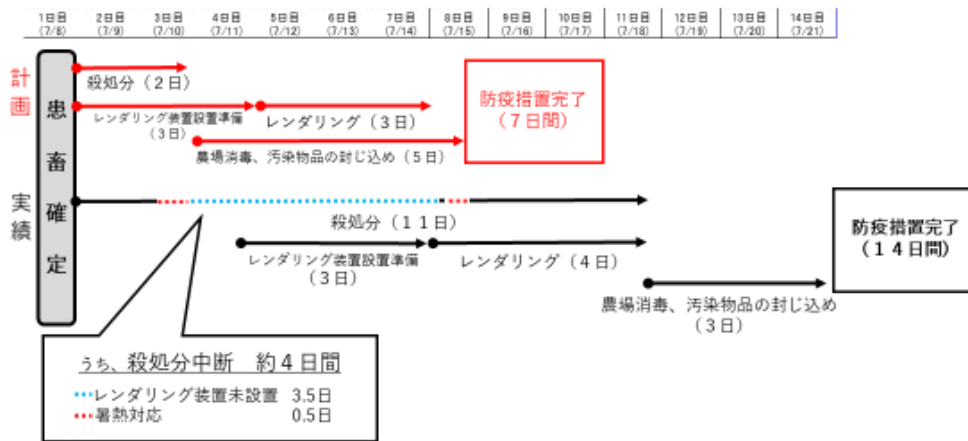 1日目 2日目 3日目 4日目 5日目 6日目 7日目 8日目 9日目 10日目 11日目 12日目 13日目 14日目
(7/8) (7/9) (7/10) (7/11) (7/12) (7/13) (7/14) (7/15) (7/16) (7/17) (7/18) (7/19) (7/20) (7/21)
計画
患畜確定
殺処分（２日）
レンダリング装置設置準備
（３日）
レンダリング（３日）
農場消毒、汚染物品の封じ込め（５日）
防疫措置完了
（７日間）
実績
殺処分（１１日）
レンダリング装置設置準備
（３日）
レンダリング（４日）
農場消毒、汚染物品の封じ込め
（３日）
防疫措置完了
（１４日間）
うち、殺処分中断　約４日間
レンダリング装置未設置　3.5日
暑熱対応　0.5日